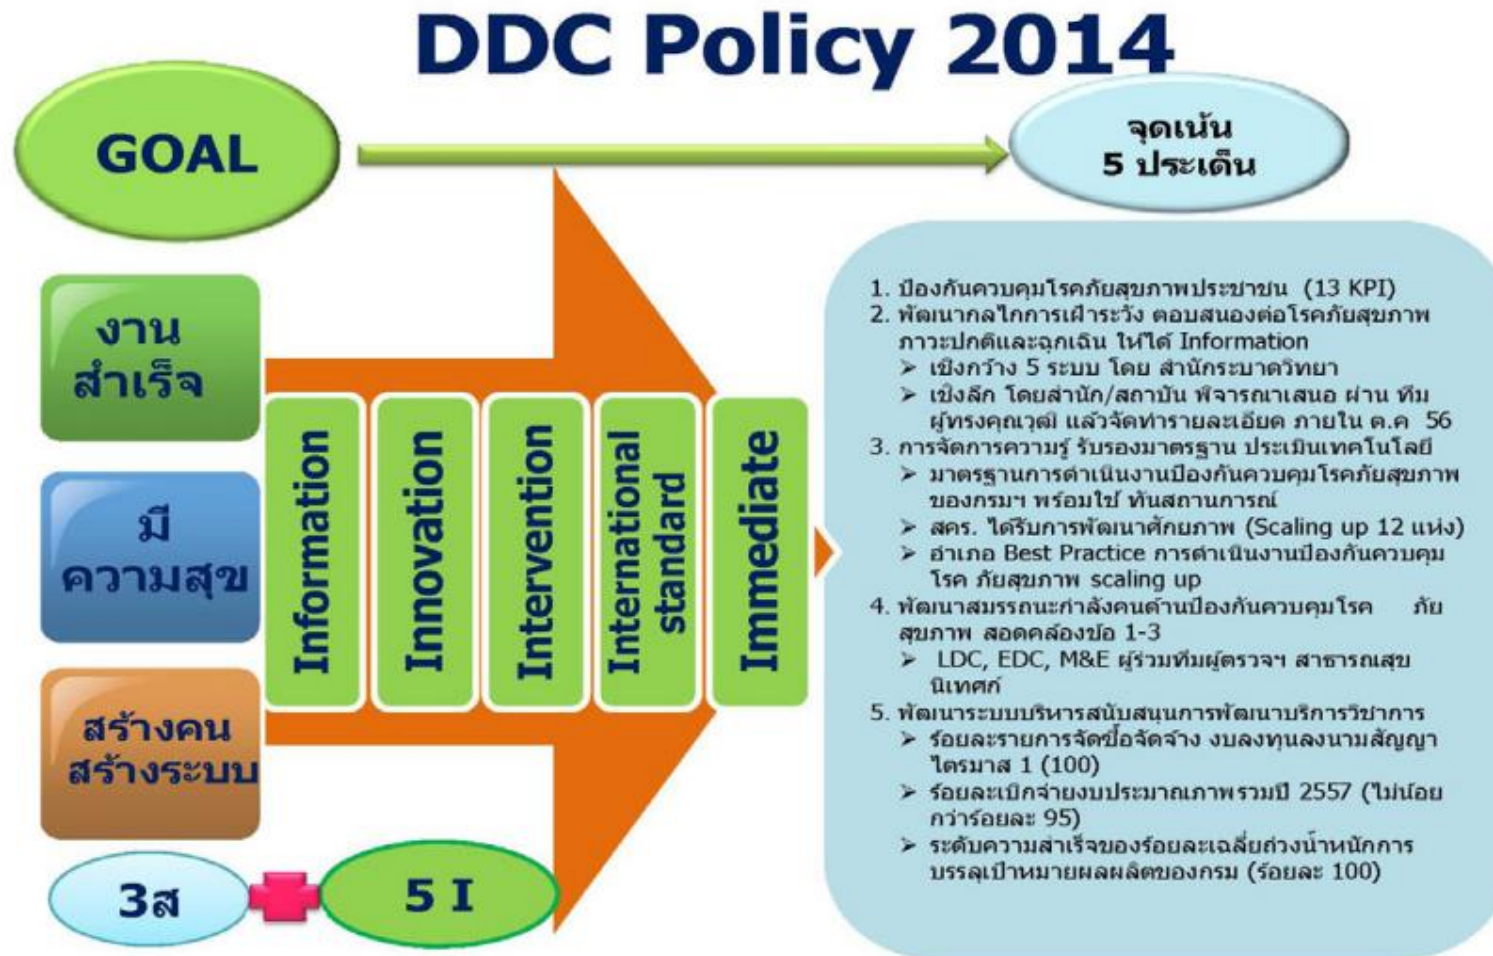 DDC Policy 2014
GOAL
จุดเน้น
5 ประเด็น
งาน
สำเร็จ
มี
ความสุข
สร้างคน
สร้างระบบ
3ส
5 I
Information
Innovation
Intervention
International
standard
Immediate
1. ป้องกันควบคุมโรคภัยสุขภาพประชาชน (13 KPI)
2. พัฒนากลไกการเฝ้าระวัง ตอบสนองต่อโรคภัยสุขภาพ
ภาวะปกติและฉุกเฉิน ให้ได้ Information
➢ เชิงกว้าง 5 ระบบ โดย สำนักระบาดวิทยา
➢ เชิงลึก โดยสำนัก/สถาบัน พิจารณาเสนอ ผ่าน ทีม
ผู้ทรงคุณวุฒิ แล้วจัดทำรายละเอียด ภายใน ต.ค 56
3. การจัดการความรู้ รับรองมาตรฐาน ประเมินเทคโนโลยี
➢ มาตรฐานการดำเนินงานป้องกันควบคุมโรคภัยสุขภาพ
ของกรมฯ พร้อมใช้ ทันสถานการณ์
➢ สคร. ได้รับการพัฒนาศักยภาพ (Scaling up 12 แห่ง)
➢ อำเภอ Best Practice การดำเนินงานป้องกันควบคุม
โรค ภัยสุขภาพ scaling up
4. พัฒนาสมรรถนะกำลังคนด้านป้องกันควบคุมโรค ภัย
สุขภาพ สอดคล้องข้อ 1-3
➢ LDC, EDC, M&E ผู้ร่วมทีมผู้ตรวจฯ สาธารณสุข
นิเทศก์
5. พัฒนาระบบบริหารสนับสนุนการพัฒนาบริการวิชาการ
➢ ร้อยละรายการจัดซื้อจัดจ้าง งบลงทุนลงนามสัญญา
ไตรมาส 1 (100)
➢ ร้อยละเบิกจ่ายงบประมาณภาพรวมปี 2557 (ไม่น้อย
กว่าร้อยละ 95)
➢ ระดับความสำเร็จของร้อยละเฉลี่ยถ่วงน้ำหนักการ
บรรลุเป้าหมายผลผลิตของกรม (ร้อยละ 100)